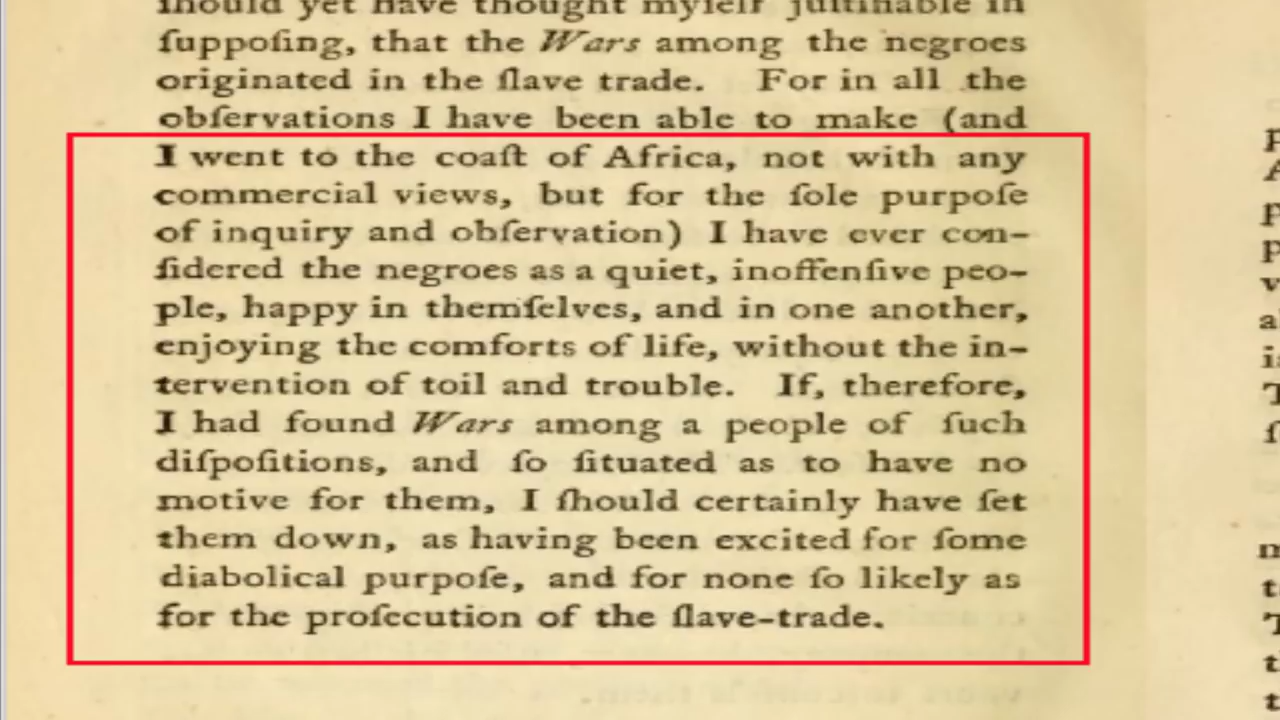 ſhould yet have thought myſelf juſtifiable in
ſuppoſing, that the Wars among the negroes
originated in the ſlave trade. For in all the
obſervations I have been able to make (and
I went to the coaſt of Africa, not with any
commercial views, but for the ſole purpoſe
of inquiry and obſervation) I have ever con-
ſidered the negroes as a quiet, inoffenſive peo-
ple, happy in themſelves, and in one another,
enjoying the comforts of life, without the in-
tervention of toil and trouble. If, therefore,
I had found Wars among a people of ſuch
diſpoſitions, and ſo ſituated as to have no
motive for them, I ſhould certainly have ſet
them down, as having been excited for ſome
diabolical purpoſe, and for none ſo likely as
for the proſecution of the ſlave-trade.